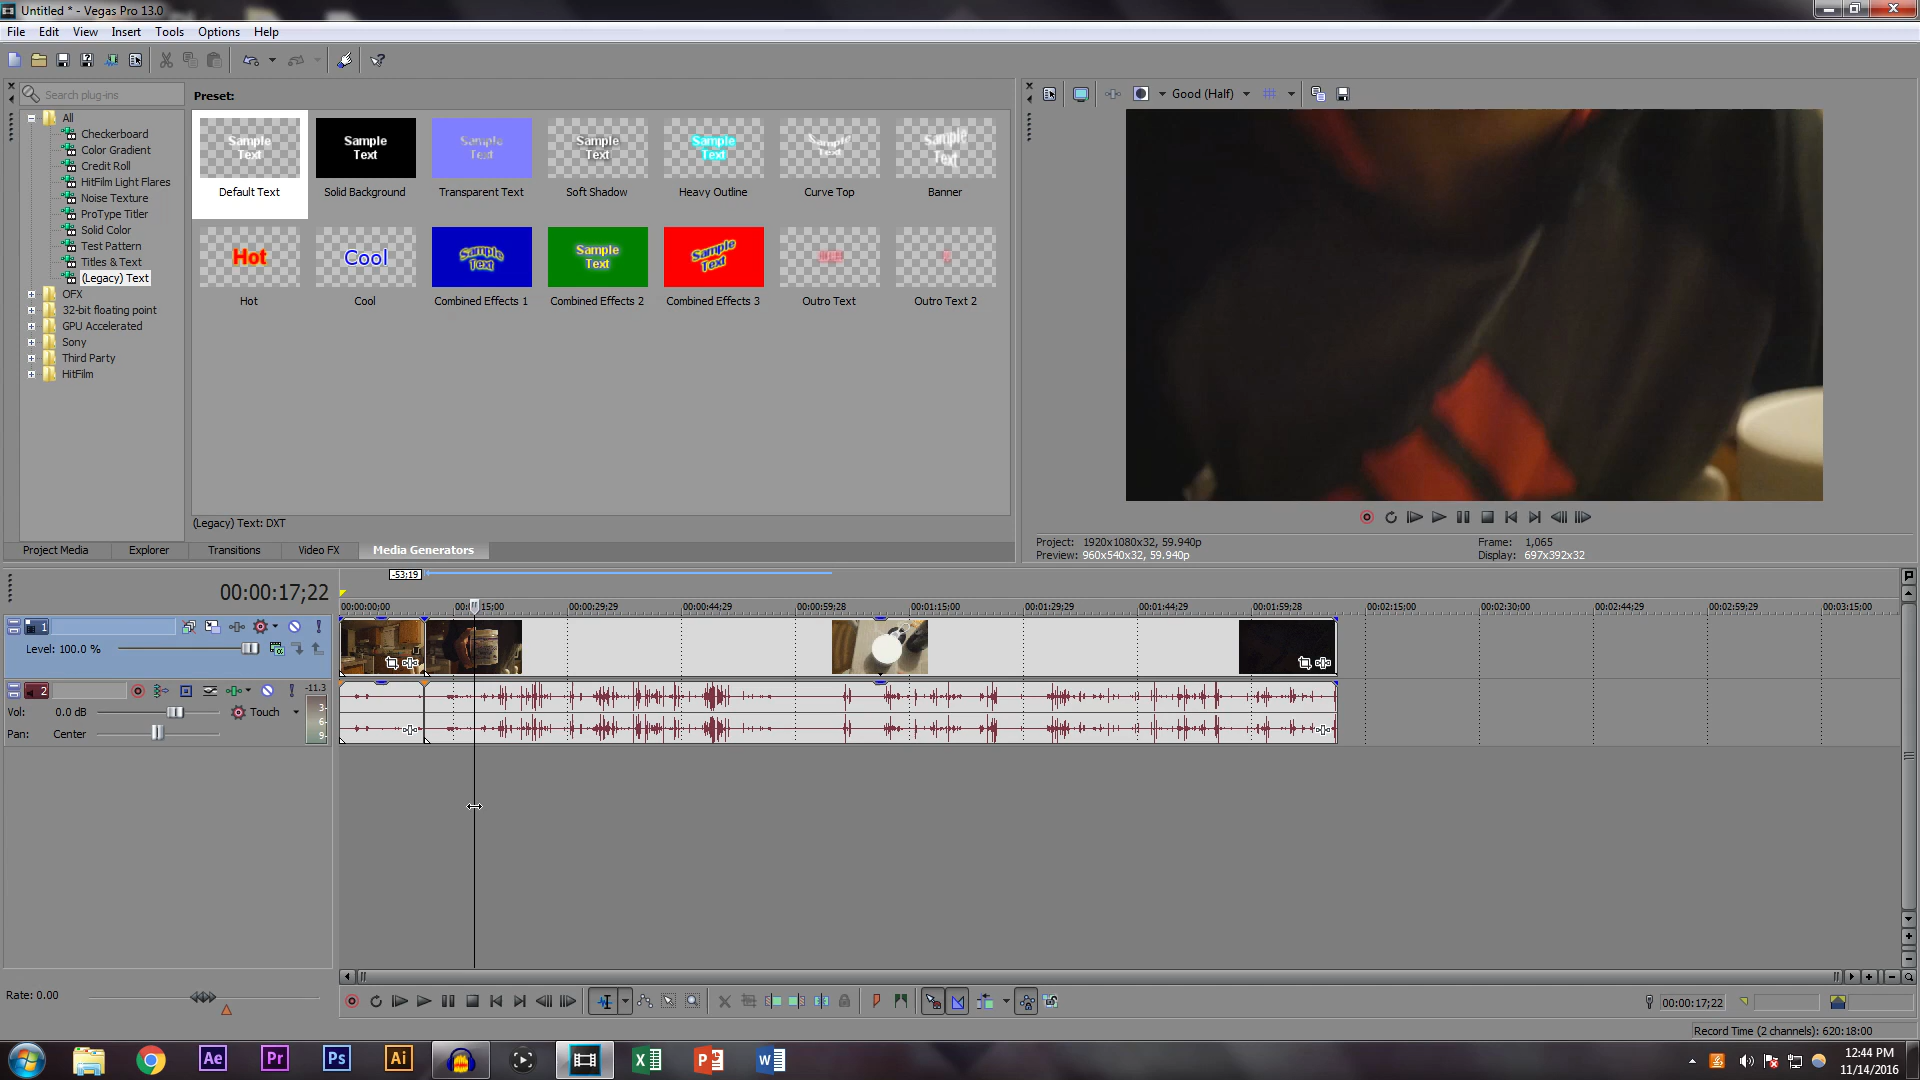 Untitled * - Vegas Pro 13.0
File Edit View Insert Tools Options Help
Search plug-ins
All
Checkerboard
Color Gradient
Credit Roll
HitFilm Light Flares
Noise Texture
ProType Titler
Solid Color
Test Pattern
Titles & Text
(Legacy) Text
OFX
32-bit floating point
GPU Accelerated
Sony
Third Party
HitFilm
Preset:
Sample Text Sample Text Sample Text Sample Text Sample Text Sample Text Sample Text
Default Text Solid Background Transparent Text Soft Shadow Heavy Outline Curve Top Banner
Hot Cool Sample Text Sample Text Sample Text
Hot Cool Combined Effects 1 Combined Effects 2 Combined Effects 3 Outro Text Outro Text 2
(Legacy) Text: DXT
Project Media Explorer Transitions Video FX Media Generators
Good (Half)
Project: 1920x1080x32, 59.940p
Preview: 960x540x32, 59.940p
Frame: 1,065
Display: 697x392x32
-53;19
00:00:17;22
00:00:00;00 00: 15:00 00:00:29;29 00:00:44;29 00:00:59;28 00:01:15:00 00:01:29;29 00:01:44;29 00:01:59;28 00:02:15:00 00:02:30:00 00:02:44;29 00:02:59;29 00:03:15:00
1
Level: 100.0 %
2
-11.3
Vol: 0.0 dB Touch
3-
6-
9-
Pan: Center
Rate: 0.00
00:00:17;22
Record Time (2 channels): 620:18:00
Ae Pr Ps Ai
12:44 PM
11/14/2016